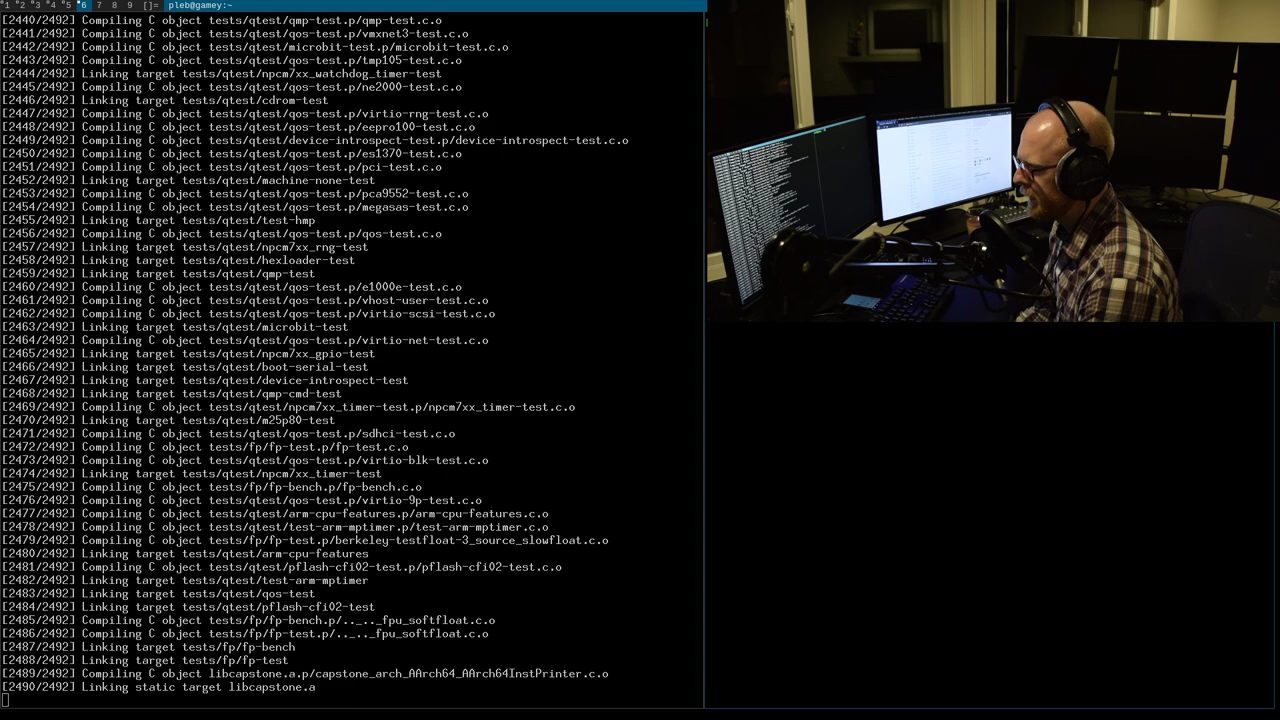 1 2 3 4 5 6 7 8 9 []= pleb@gamey:~
[2440/2492] Compiling C object tests/qtest/qmp-test.p/qmp-test.c.o
[2441/2492] Compiling C object tests/qtest/qos-test.p/vmxnet3-test.c.o
[2442/2492] Compiling C object tests/qtest/microbit-test.p/microbit-test.c.o
[2443/2492] Compiling C object tests/qtest/qos-test.p/tmp105-test.c.o
[2444/2492] Linking target tests/qtest/npcm7xx_watchdog_timer-test
[2445/2492] Compiling C object tests/qtest/qos-test.p/ne2000-test.c.o
[2446/2492] Linking target tests/qtest/cdrom-test
[2447/2492] Compiling C object tests/qtest/qos-test.p/virtio-rng-test.c.o
[2448/2492] Compiling C object tests/qtest/qos-test.p/eepro100-test.c.o
[2449/2492] Compiling C object tests/qtest/device-introspect-test.p/device-introspect-test.c.o
[2450/2492] Compiling C object tests/qtest/qos-test.p/es1370-test.c.o
[2451/2492] Compiling C object tests/qtest/qos-test.p/pci-test.c.o
[2452/2492] Linking target tests/qtest/machine-none-test
[2453/2492] Compiling C object tests/qtest/qos-test.p/pca9552-test.c.o
[2454/2492] Compiling C object tests/qtest/qos-test.p/megasas-test.c.o
[2455/2492] Linking target tests/qtest/test-hmp
[2456/2492] Compiling C object tests/qtest/qos-test.p/qos-test.c.o
[2457/2492] Linking target tests/qtest/npcm7xx_rng-test
[2458/2492] Linking target tests/qtest/hexloader-test
[2459/2492] Linking target tests/qtest/qmp-test
[2460/2492] Compiling C object tests/qtest/qos-test.p/e1000e-test.c.o
[2461/2492] Compiling C object tests/qtest/qos-test.p/vhost-user-test.c.o
[2462/2492] Compiling C object tests/qtest/qos-test.p/virtio-scsi-test.c.o
[2463/2492] Linking target tests/qtest/microbit-test
[2464/2492] Compiling C object tests/qtest/qos-test.p/virtio-net-test.c.o
[2465/2492] Linking target tests/qtest/npcm7xx_gpio-test
[2466/2492] Linking target tests/qtest/boot-serial-test
[2467/2492] Linking target tests/qtest/device-introspect-test
[2468/2492] Linking target tests/qtest/qmp-cmd-test
[2469/2492] Compiling C object tests/qtest/npcm7xx_timer-test.p/npcm7xx_timer-test.c.o
[2470/2492] Linking target tests/qtest/m25p80-test
[2471/2492] Compiling C object tests/qtest/qos-test.p/sdhci-test.c.o
[2472/2492] Compiling C object tests/fp/fp-test.p/fp-test.c.o
[2473/2492] Compiling C object tests/qtest/qos-test.p/virtio-blk-test.c.o
[2474/2492] Linking target tests/qtest/npcm7xx_timer-test
[2475/2492] Compiling C object tests/fp/fp-bench.p/fp-bench.c.o
[2476/2492] Compiling C object tests/qtest/qos-test.p/virtio-9p-test.c.o
[2477/2492] Compiling C object tests/qtest/arm-cpu-features.p/arm-cpu-features.c.o
[2478/2492] Compiling C object tests/qtest/test-arm-mptimer.p/test-arm-mptimer.c.o
[2479/2492] Compiling C object tests/fp/fp-test.p/berkeley-testfloat-3_source_slowfloat.c.o
[2480/2492] Linking target tests/qtest/arm-cpu-features
[2481/2492] Compiling C object tests/qtest/pflash-cfi02-test.p/pflash-cfi02-test.c.o
[2482/2492] Linking target tests/qtest/test-arm-mptimer
[2483/2492] Linking target tests/qtest/qos-test
[2484/2492] Linking target tests/qtest/pflash-cfi02-test
[2485/2492] Compiling C object tests/fp/fp-bench.p/.._.._fpu_softfloat.c.o
[2486/2492] Compiling C object tests/fp/fp-test.p/.._.._fpu_softfloat.c.o
[2487/2492] Linking target tests/fp/fp-bench
[2488/2492] Linking target tests/fp/fp-test
[2489/2492] Compiling C object libcapstone.a.p/capstone_arch_AArch64_AArch64InstPrinter.c.o
[2490/2492] Linking static target libcapstone.a